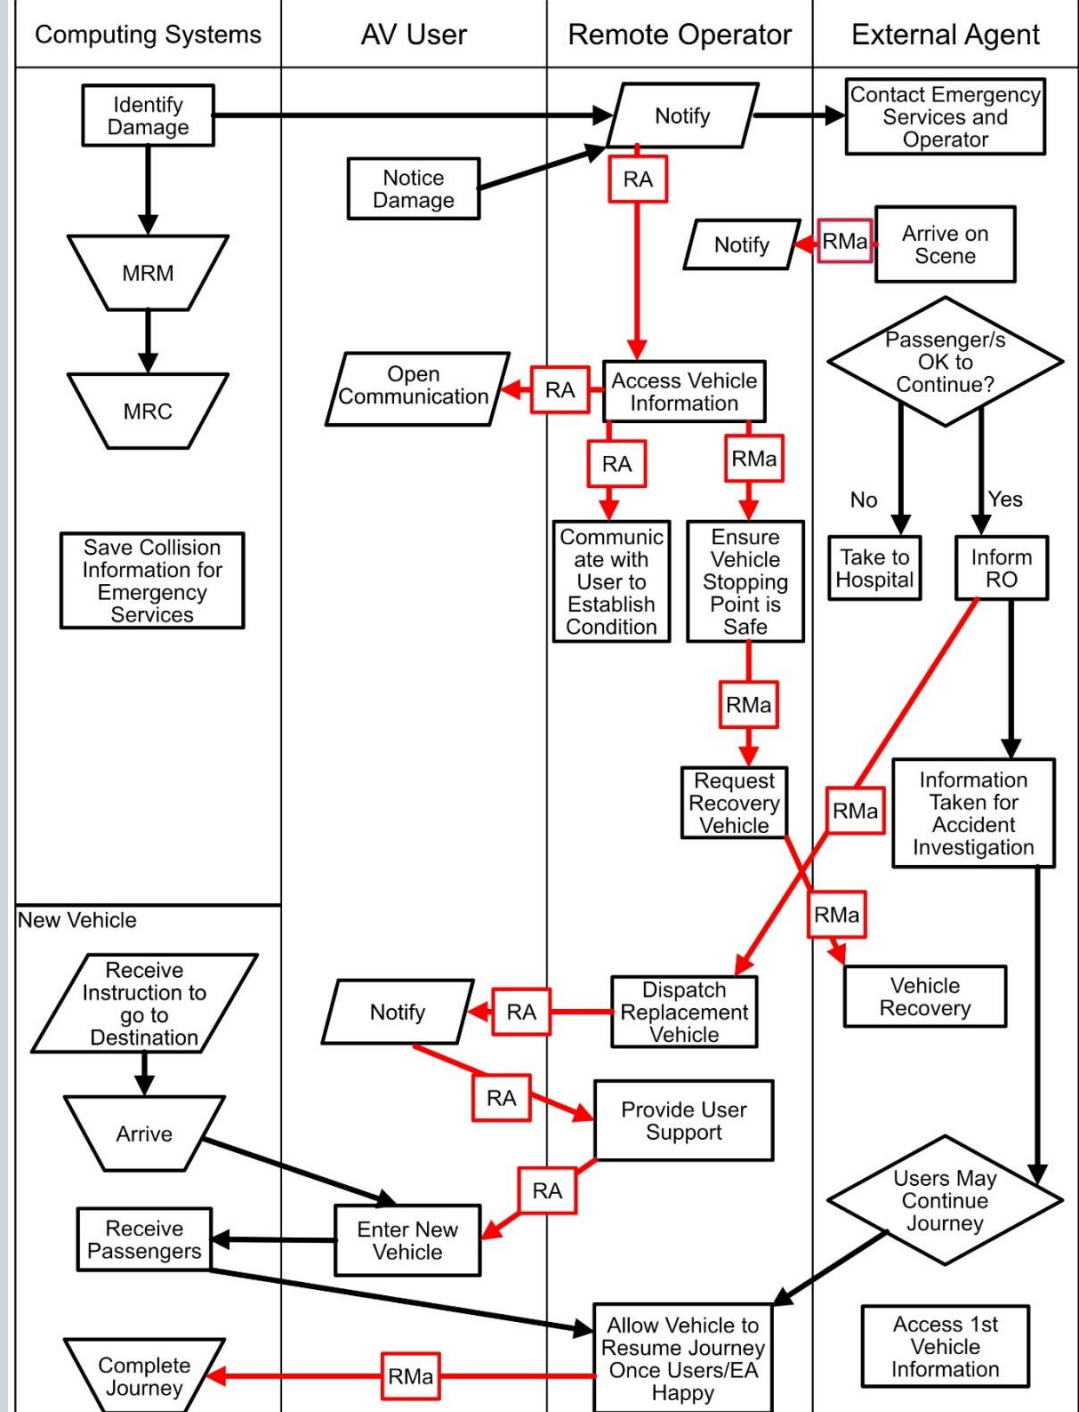 Computing Systems
AV User
Remote Operator
External Agent
Identify
Damage
Notify
Contact Emergency
Services and
Operator
Notice
Damage
RA
Notify
RMa
Arrive on
Scene
MRM
Passenger/s
OK to
Continue?
Open
Communication
RA
Access Vehicle
Information
MRC
RA
RMa
No
Yes
Save Collision
Information for
Emergency
Services
Communic
ate with
User to
Establish
Condition
Ensure
Vehicle
Stopping
Point is
Safe
Take to
Hospital
Inform
RO
RMa
Request
Recovery
Vehicle
RMa
Information
Taken for
Accident
Investigation
RMa
New Vehicle
Receive
Instruction to
go to
Destination
Notify
RA
Dispatch
Replacement
Vehicle
Vehicle
Recovery
RA
Provide User
Support
Arrive
RA
Users May
Continue
Journey
Receive
Passengers
Enter New
Vehicle
Allow Vehicle to
Resume Journey
Once Users/EA
Happy
Access 1st
Vehicle
Information
Complete
Journey
RMa